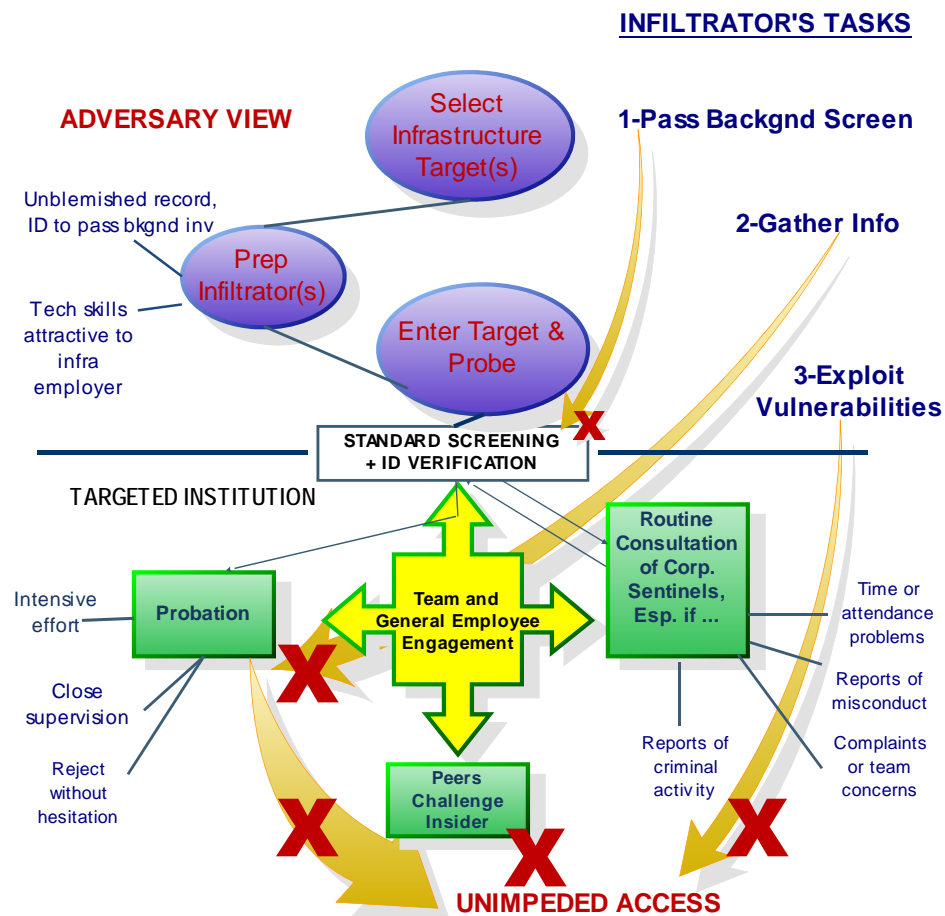 INFILTRATOR'S TASKS
ADVERSARY VIEW
Select
Infrastructure
Target(s)
1-Pass Backgnd Screen
Unblemished record,
ID to pass bkgnd inv
2-Gather Info
Prep
Infiltrator(s)
Tech skills
attractive to
infra
employer
Enter Target &
Probe
3-Exploit
Vulnerabilities
X
STANDARD SCREENING
+ ID VERIFICATION
TARGETED INSTITUTION
Routine
Consultation
of Corp.
Sentinels,
Esp. if ...
Intensive
effort
Probation
Team and
General Employee
Engagement
Time or
attendance
problems
X
Close
supervision
Reports of
misconduct
Reject
without
hesitation
Reports of
criminal
activity
Complaints
or team
concerns
Peers
Challenge
Insider
X
X
X
UNIMPEDED ACCESS